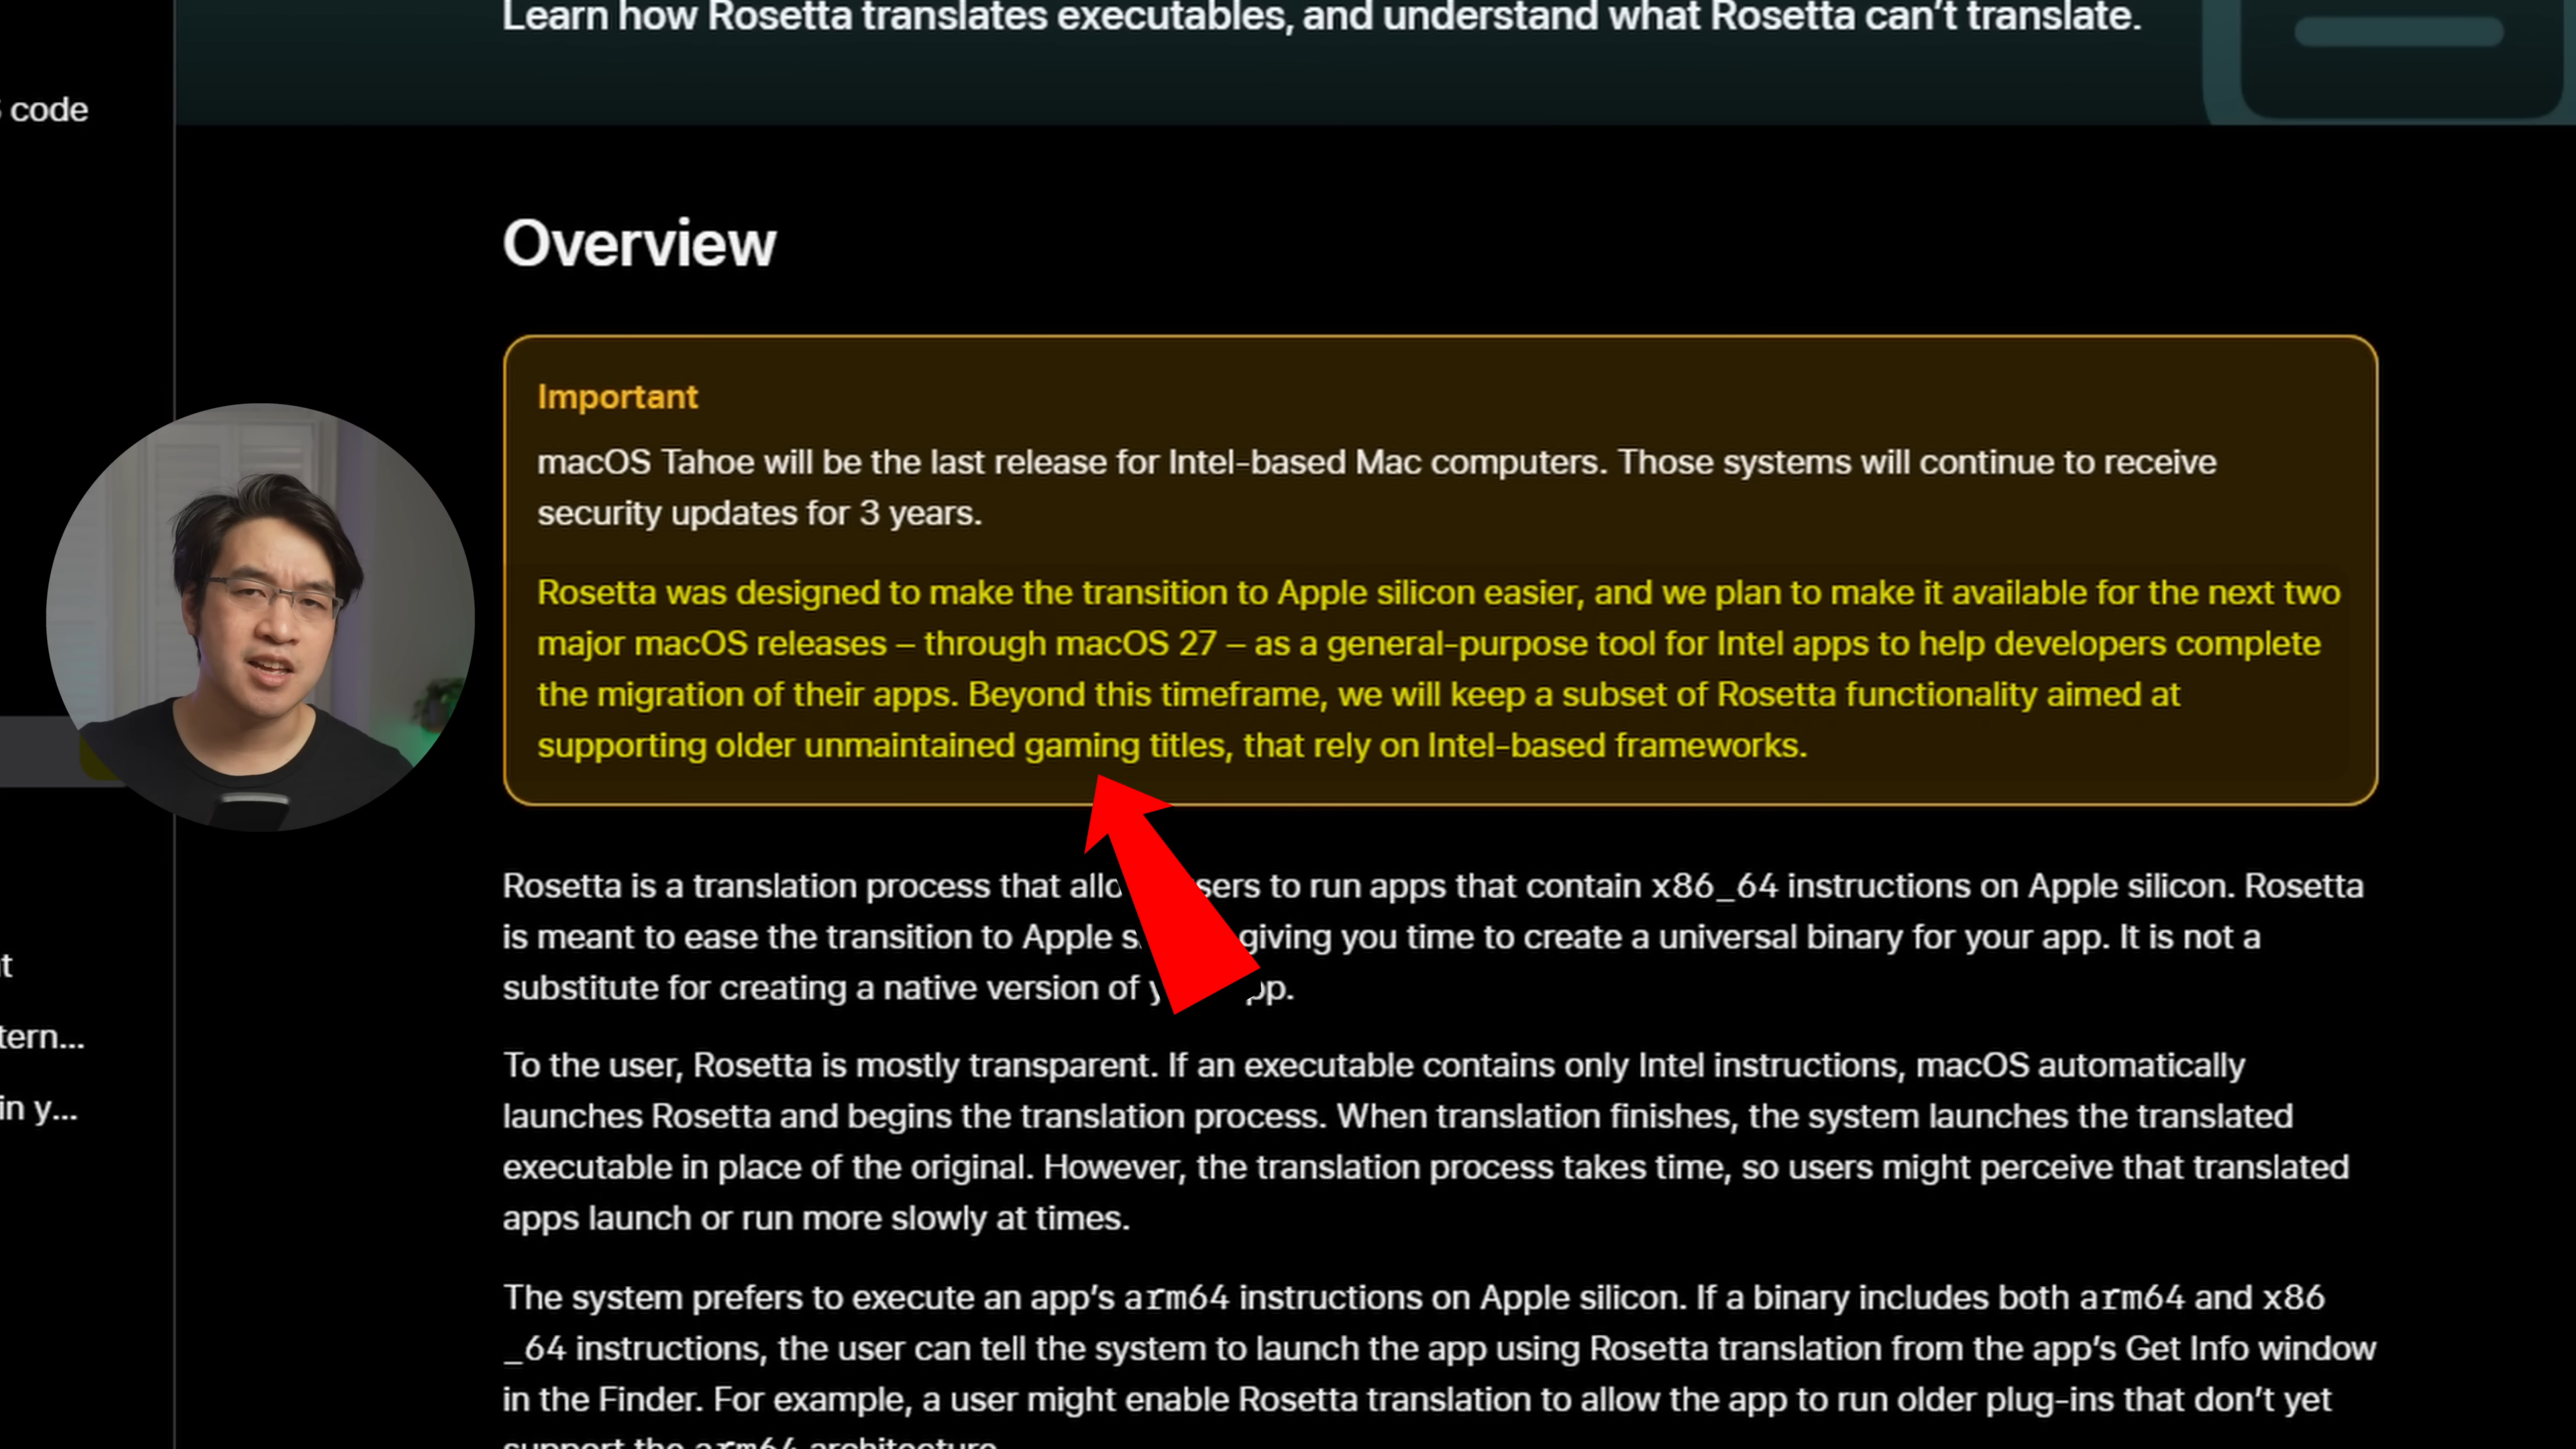 Learn how Rosetta translates executables, and understand what Rosetta can’t translate.
code
Overview
Important
macOS Tahoe will be the last release for Intel-based Mac computers. Those systems will continue to receive
security updates for 3 years.
Rosetta was designed to make the transition to Apple silicon easier, and we plan to make it available for the next two
major macOS releases – through macOS 27 – as a general-purpose tool for Intel apps to help developers complete
the migration of their apps. Beyond this timeframe, we will keep a subset of Rosetta functionality aimed at
supporting older unmaintained gaming titles, that rely on Intel-based frameworks.
Rosetta is a translation process that to run apps that contain x86_64 instructions on Apple silicon. Rosetta
is meant to ease the transition to Apple giving you time to create a universal binary for your app. It is not a
substitute for creating a native version of
tern...
in y...
To the user, Rosetta is mostly transparent. If an executable contains only Intel instructions, macOS automatically
launches Rosetta and begins the translation process. When translation finishes, the system launches the translated
executable in place of the original. However, the translation process takes time, so users might perceive that translated
apps launch or run more slowly at times.
The system prefers to execute an app’s arm64 instructions on Apple silicon. If a binary includes both arm64 and x86
_64 instructions, the user can tell the system to launch the app using Rosetta translation from the app’s Get Info window
in the Finder. For example, a user might enable Rosetta translation to allow the app to run older plug-ins that don’t yet
support the arm64 architecture.